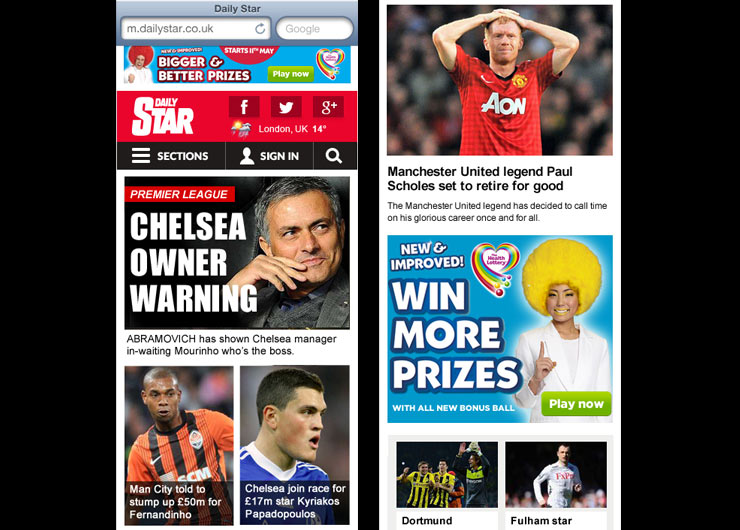 Daily Star
m.dailystar.co.uk
Google
NEW & IMPROVED!
STARTS 11TH MAY
BIGGER &
BETTER PRIZES
Play now
DAILY
STAR
f
g+
London, UK 14°
SECTIONS
SIGN IN
PREMIER LEAGUE
CHELSEA
OWNER
WARNING
ABRAMOVICH has shown Chelsea manager
in-waiting Mourinho who's the boss.
Man City told to
stump up £50m for
Fernandinho
Chelsea join race for
£17m star Kyriakos
Papadopoulos
AON
Manchester United legend Paul
Scholes set to retire for good
The Manchester United legend has decided to call time
on his glorious career once and for all.
NEW &
IMPROVED!
The
Health
Lottery
WIN
MORE
PRIZES
WITH ALL NEW BONUS BALL
Play now
FxPro
Dortmund
Fulham star